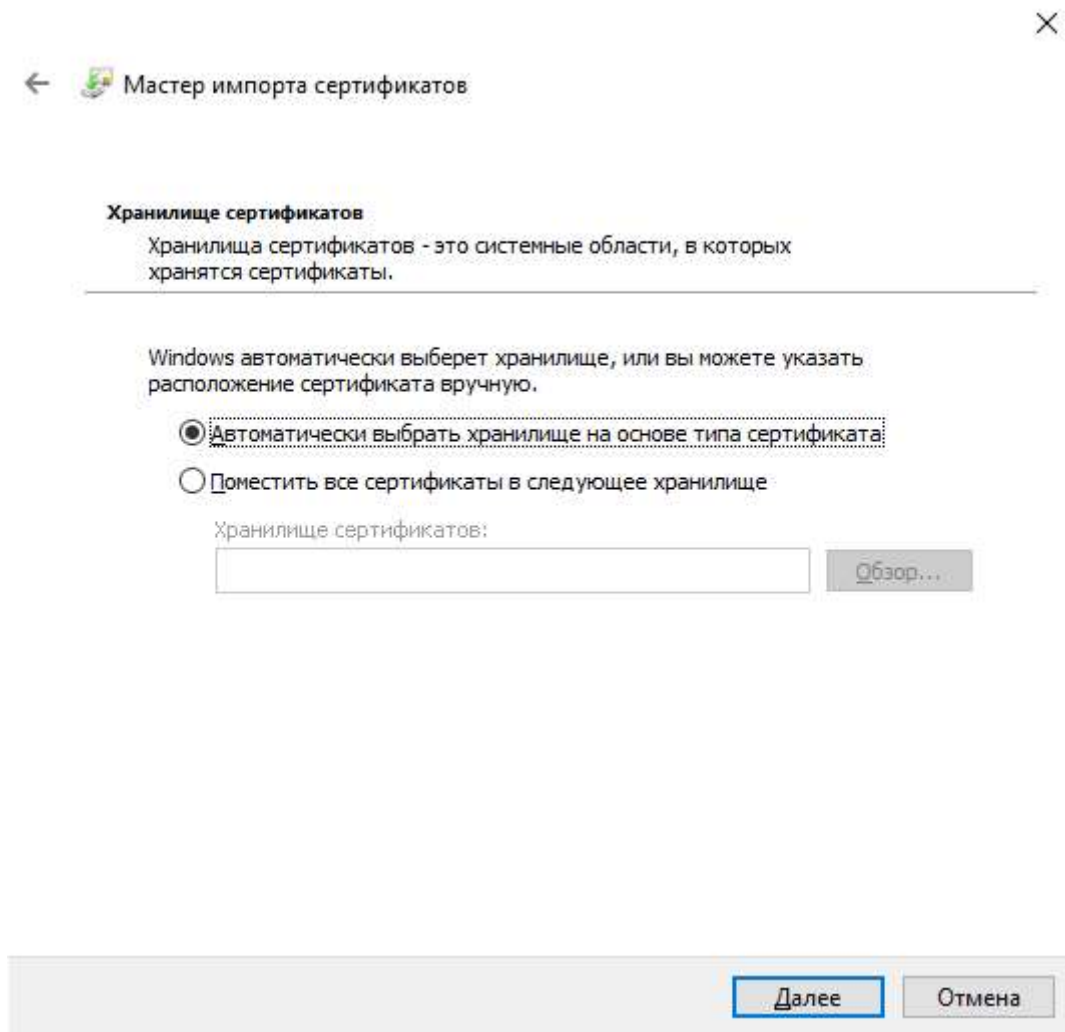 Мастер импорта сертификатов
Хранилище сертификатов
Хранилища сертификатов - это системные области, в которых
хранятся сертификаты.
Windows автоматически выберет хранилище, или вы можете указать
расположение сертификата вручную.
Автоматически выбрать хранилище на основе типа сертификата
Поместить все сертификаты в следующее хранилище
Хранилище сертификатов:
Обзор...
Далее
Отмена